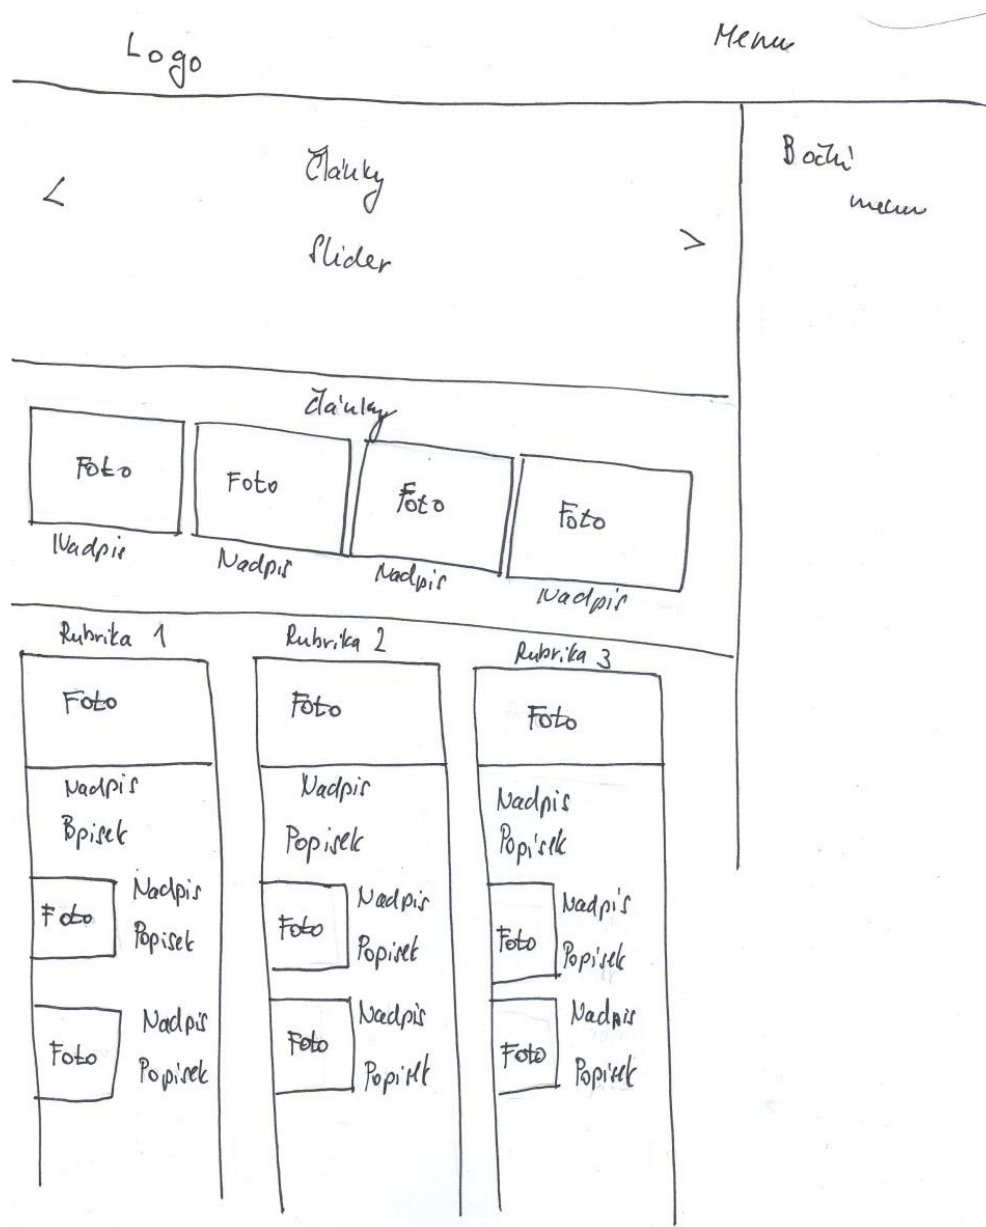 Logo
Menu
Články
Slider
<
>
Boční
menu
články
Foto
Foto
Foto
Foto
Nadpis
Nadpis
Nadpis
Nadpis
Rubrika 1
Foto
Nadpis
Popisek
Foto
Nadpis
Popisek
Foto
Nadpis
Popisek
Rubrika 2
Foto
Nadpis
Popisek
Foto
Nadpis
Popisek
Foto
Nadpis
Popisek
Rubrika 3
Foto
Nadpis
Popisek
Foto
Nadpis
Popisek
Foto
Nadpis
Popisek